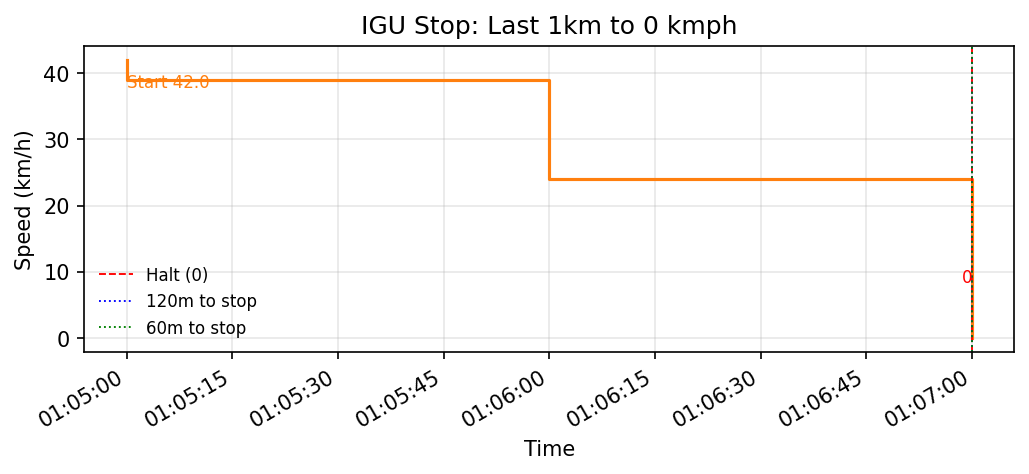 IGU Stop: Last 1km to 0 kmph
Speed (km/h)
40
30
20
10
0
Start 42.0
0
Halt (0)
120m to stop
60m to stop
01:05:00
01:05:15
01:05:30
01:05:45
01:06:00
01:06:15
01:06:30
01:06:45
01:07:00
Time